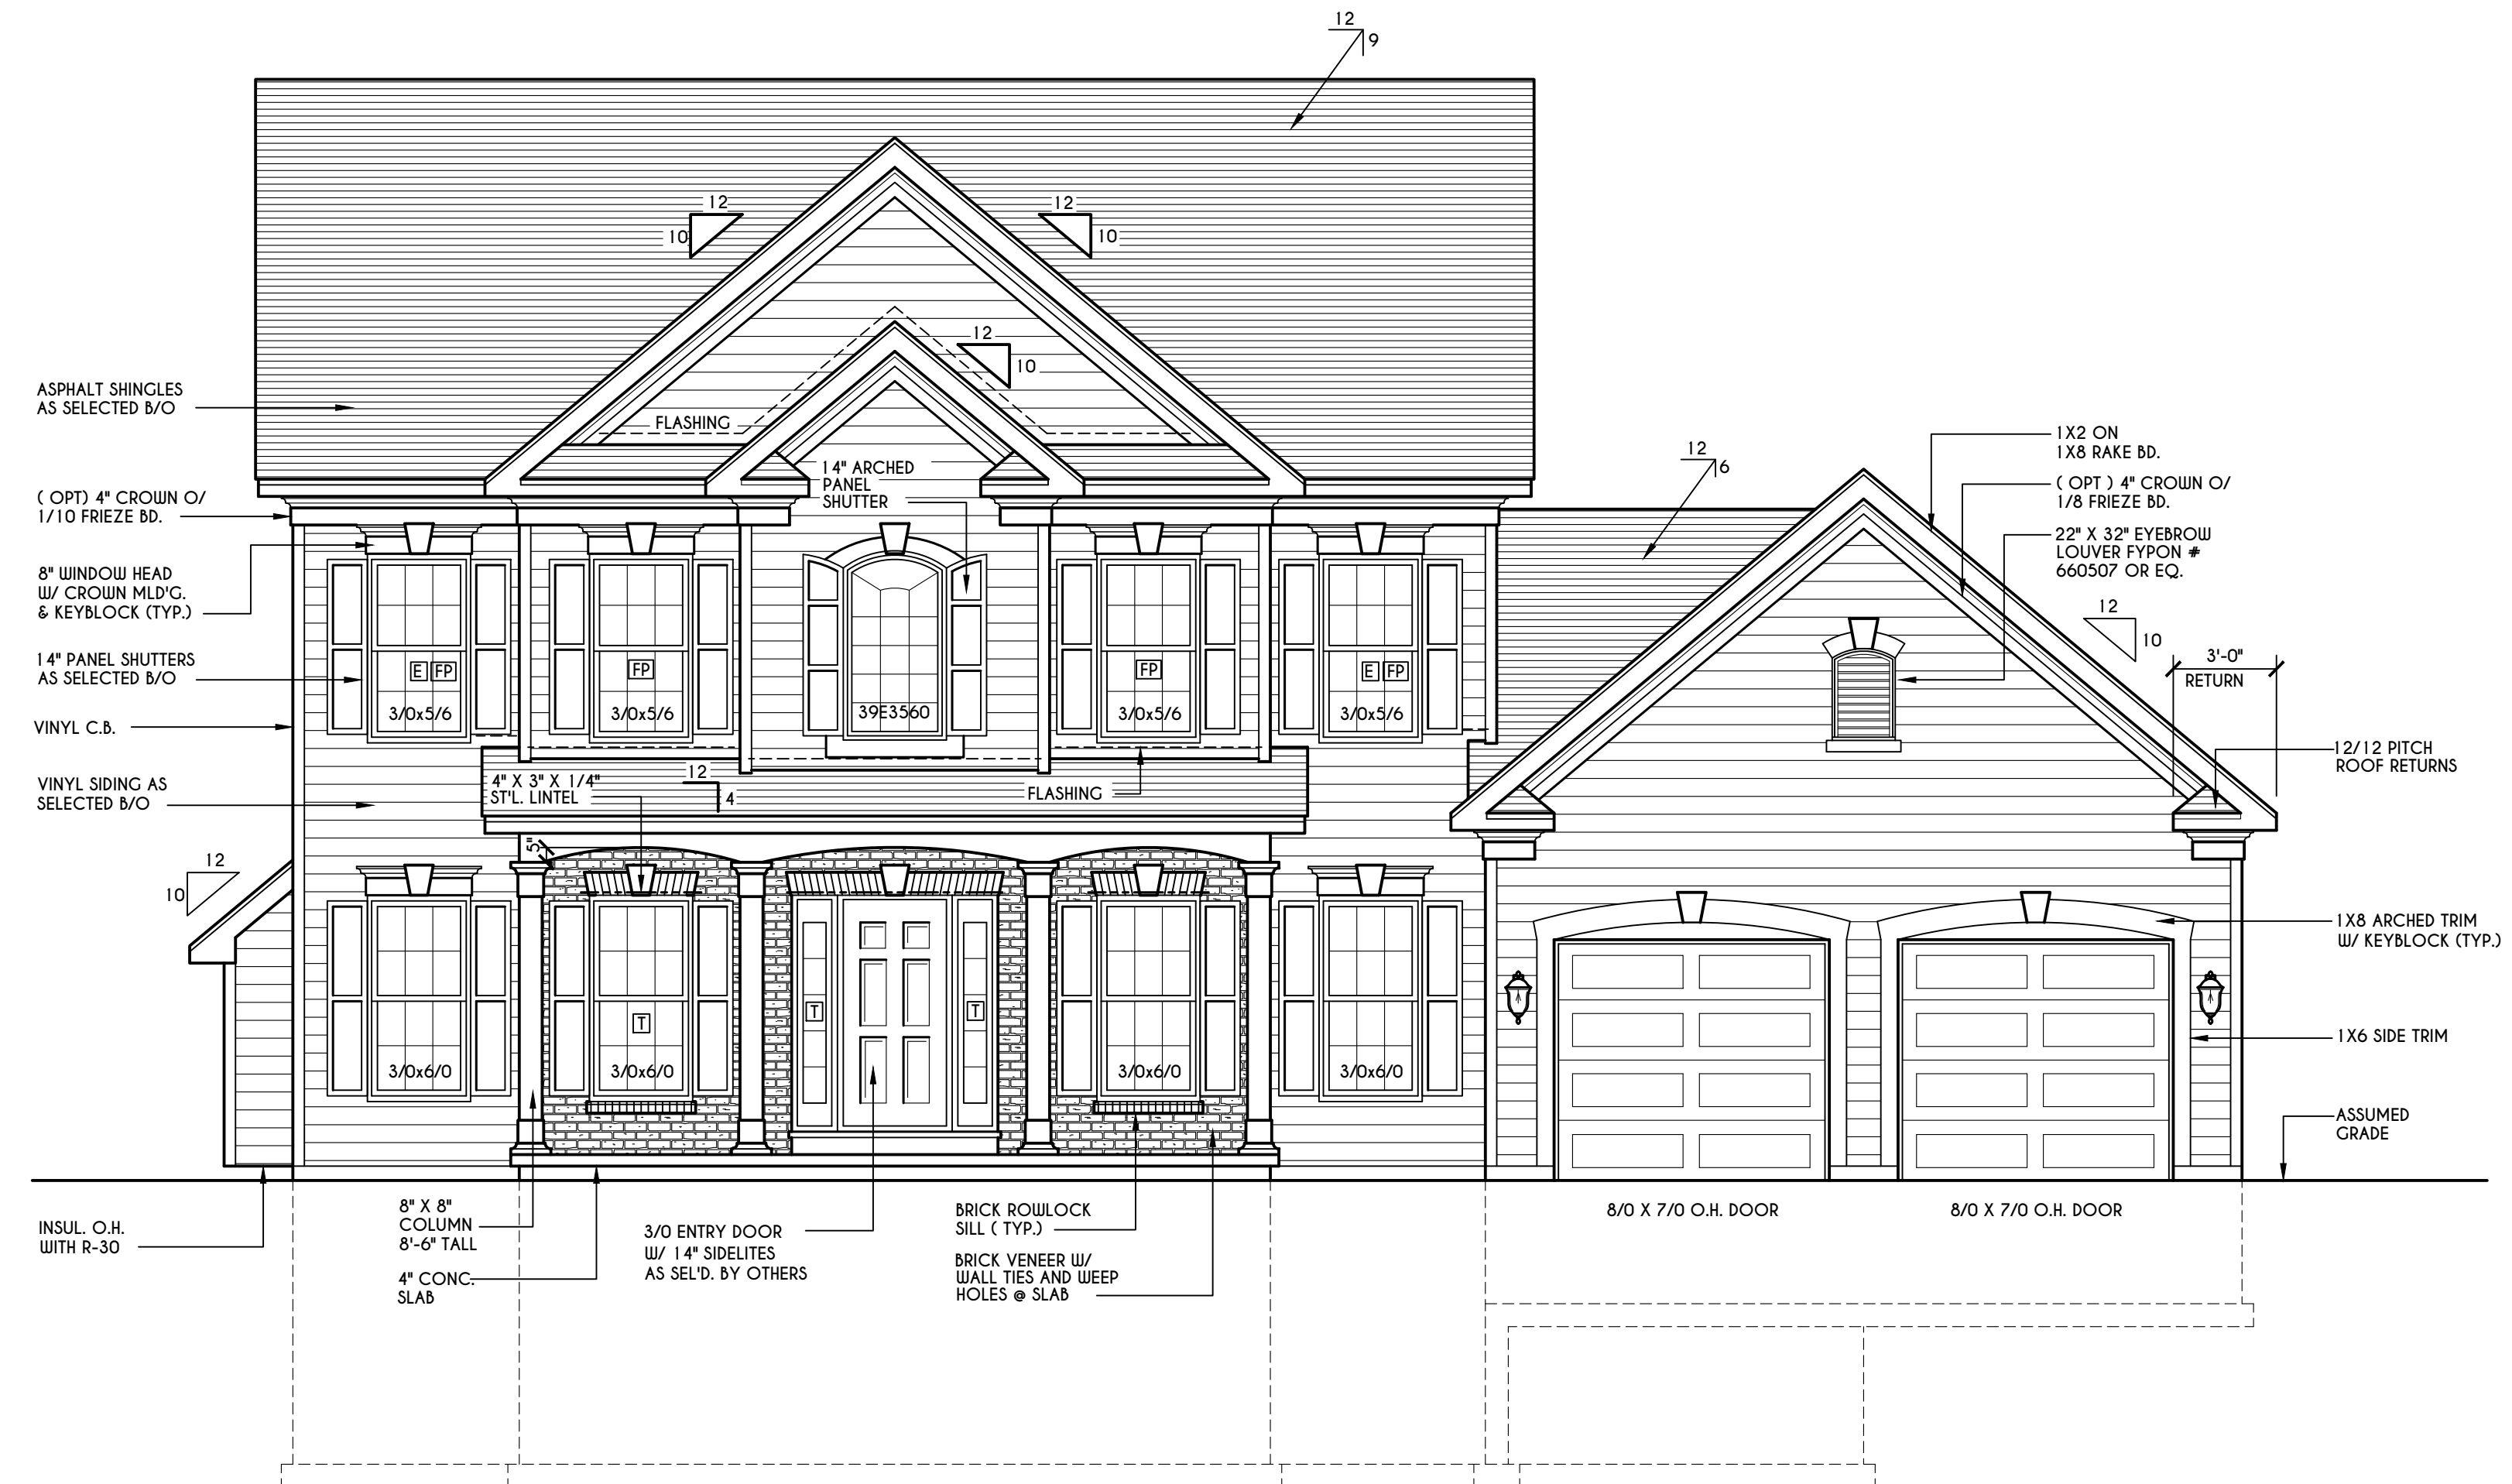 12
9
12
10
12
10
12
10
FLASHING
ASPHALT SHINGLES
AS SELECTED B/O
14" ARCHED
PANEL
SHUTTER
( OPT) 4" CROWN O/
1/10 FRIEZE BD.
8" WINDOW HEAD
W/ CROWN MLD'G.
& KEYBLOCK (TYP.)
14" PANEL SHUTTERS
AS SELECTED B/O
VINYL C.B.
VINYL SIDING AS
SELECTED B/O
12
10
E FP
3/0x5/6
FP
3/0x5/6
39E3560
FP
3/0x5/6
E FP
3/0x5/6
12
6
1X2 ON
1X8 RAKE BD.
( OPT ) 4" CROWN O/
1/8 FRIEZE BD.
22" X 32" EYEBROW
LOUVER FYPON #
660507 OR EQ.
12
10
3'-0"
RETURN
12/12 PITCH
ROOF RETURNS
4" X 3" X 1/4"
ST'L. LINTEL
12
4
FLASHING
5"
3/0x6/0
T
3/0x6/0
T
T
3/0x6/0
3/0x6/0
1X8 ARCHED TRIM
W/ KEYBLOCK (TYP.)
1X6 SIDE TRIM
ASSUMED
GRADE
INSUL. O.H.
WITH R-30
8" X 8"
COLUMN
8'-6" TALL
4" CONC.
SLAB
3/0 ENTRY DOOR
W/ 14" SIDELITES
AS SEL'D. BY OTHERS
BRICK ROWLOCK
SILL ( TYP.)
BRICK VENEER W/
WALL TIES AND WEEP
HOLES @ SLAB
8/0 X 7/0 O.H. DOOR
8/0 X 7/0 O.H. DOOR